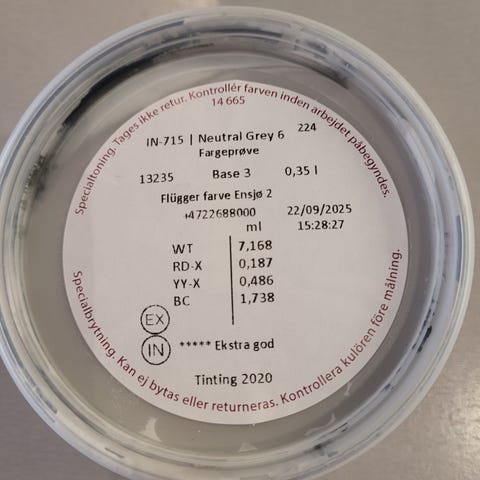 Specialtoning. Tages ikke retur. Kontrollér farven inden arbejdet påbegyndes.
14 665
IN-715 | Neutral Grey 6 224
Fargeprøve
13235 Base 3 0,35 l
Flügger farve Ensjø 2
+4722688000 22/09/2025
ml 15:28:27
WT 7,168
RD-X 0,187
YY-X 0,486
BC 1,738
EX
IN ***** Ekstra god
Tinting 2020
Specialbrytning. Kan ej bytas eller returneras. Kontrollera kulören före målning.